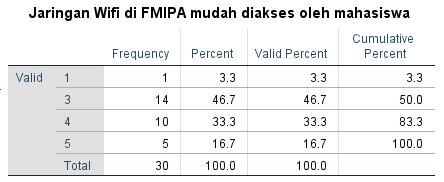 Jaringan Wifi di FMIPA mudah diakses oleh mahasiswa
Frequency Percent Valid Percent Cumulative Percent
Valid 1 1 3.3 3.3 3.3
3 14 46.7 46.7 50.0
4 10 33.3 33.3 83.3
5 5 16.7 16.7 100.0
Total 30 100.0 100.0